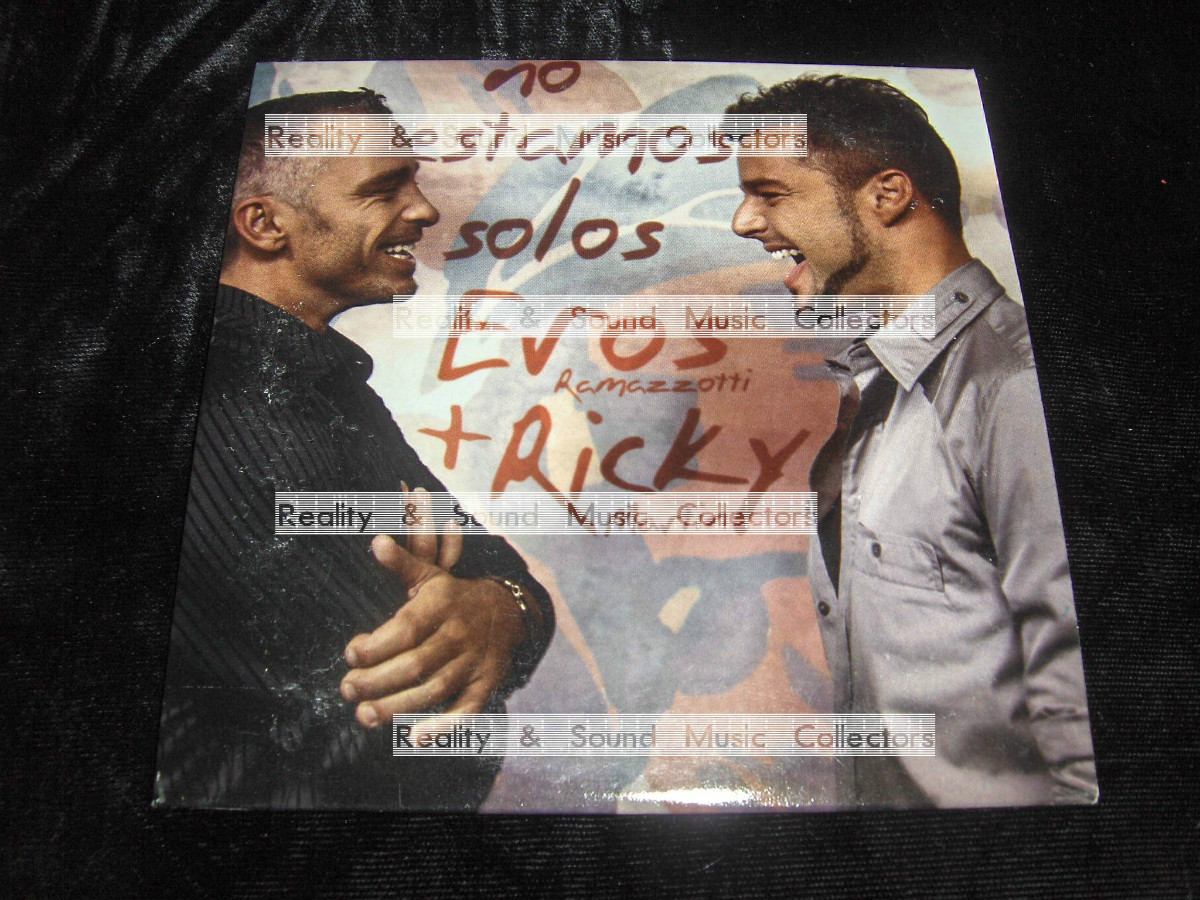 no
estamos
Reality & Sound Music Collectors
solos
Reality & Sound Music Collectors
Eros
Ramazzotti
+ Ricky
Reality & Sound Music Collectors
Reality & Sound Music Collectors